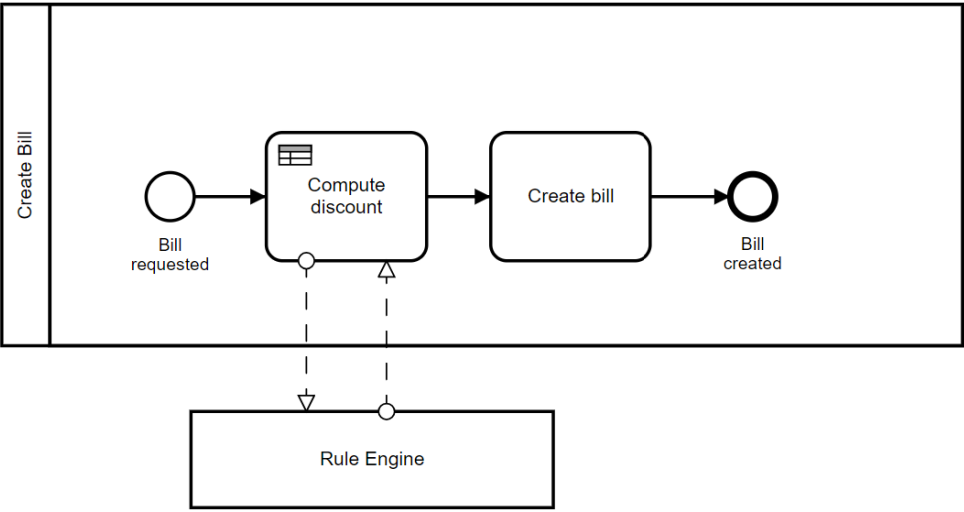 Create Bill
Compute
discount
Create bill
Bill
requested
Bill
created
Rule Engine